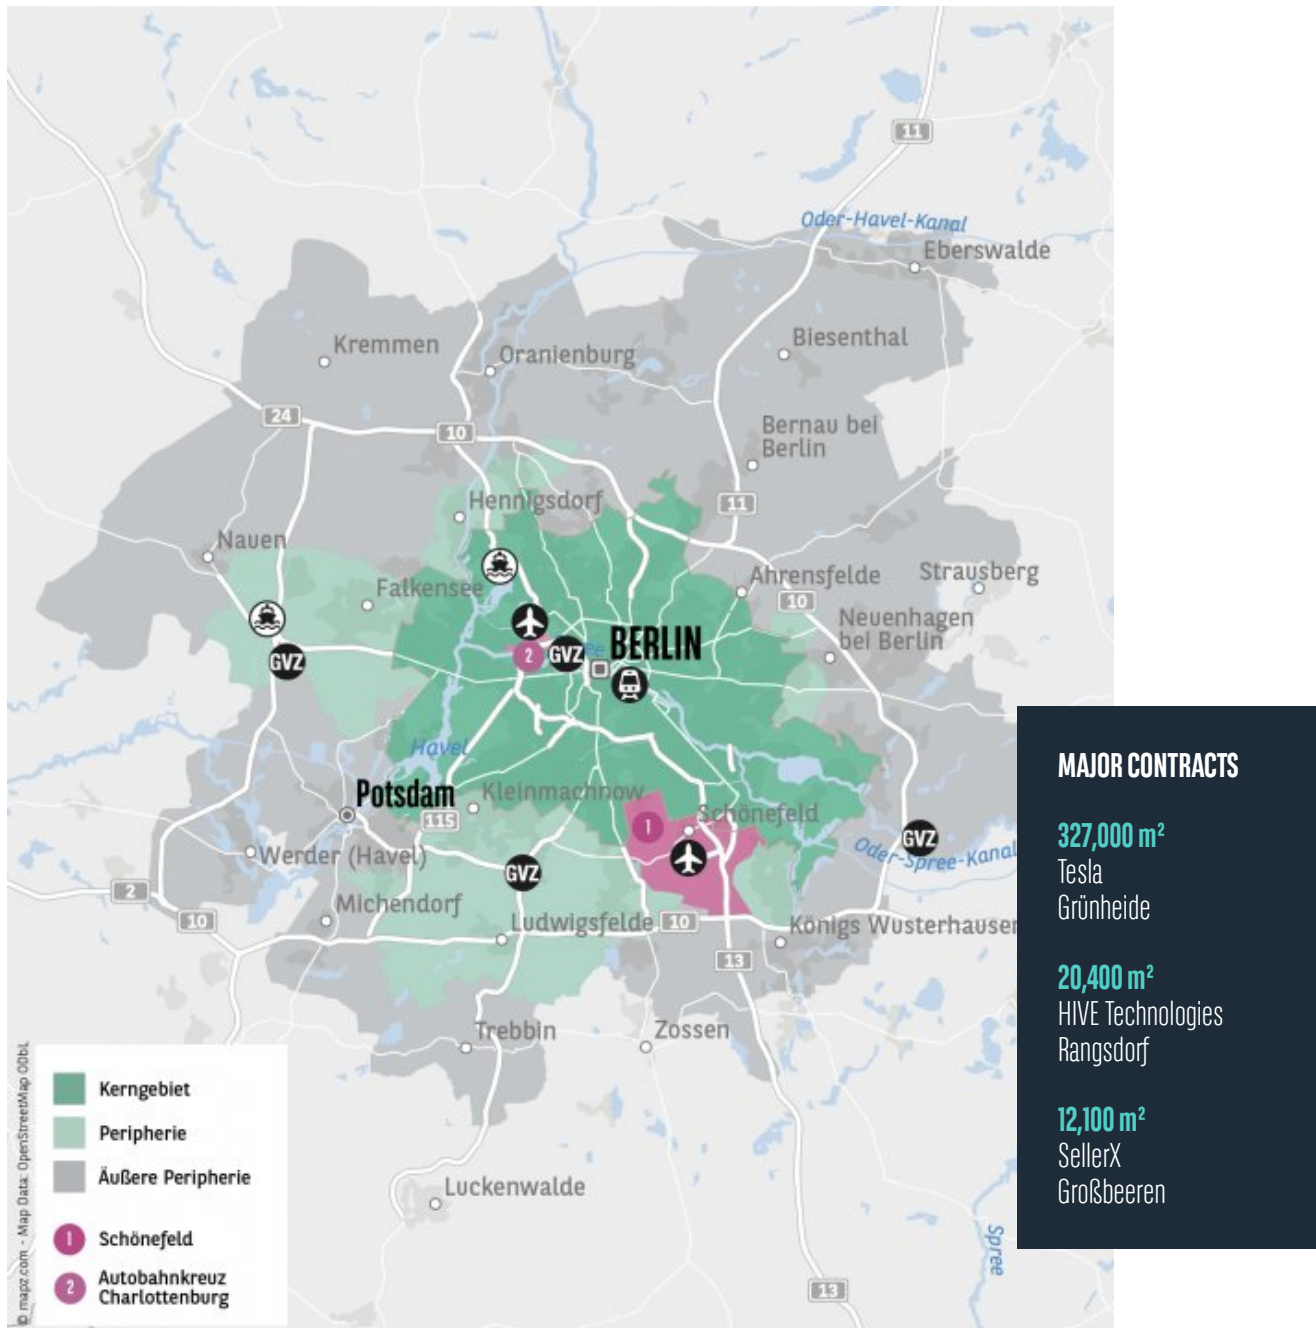 11
Oder-Havel-Kanal
Eberswalde
Kremmen
Biesenthal
Oranienburg
24
10
Bernau bei
Berlin
Hennigsdorf
11
Nauen
Falkensee
Ahrensfelde
Strausberg
10
Neuenhagen
bei Berlin
GVZ
2
GVZ
BERLIN
Havel
Potsdam
Kleinmachnow
115
1
Schönefeld
GVZ
Oder-Spree-Kanal
Werder (Havel)
GVZ
2
10
Michendorf
Ludwigsfelde
10
Königs Wusterhausen
13
Trebbin
Zossen
Luckenwalde
Spree
13
Kerngebiet
Peripherie
Äußere Peripherie
1 Schönefeld
2 Autobahnkreuz
Charlottenburg
© mapz.com - Map Data: OpenStreetMap ODbL
MAJOR CONTRACTS
327,000 m²
Tesla
Grünheide
20,400 m²
HIVE Technologies
Rangsdorf
12,100 m²
SellerX
Großbeeren